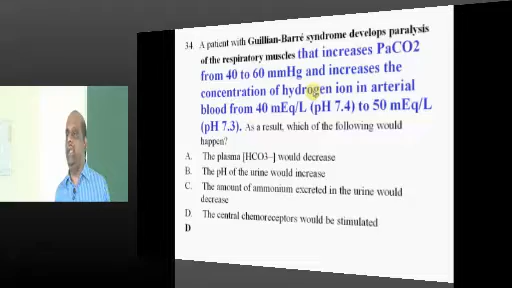 34. A patient with Guillian-Barré syndrome develops paralysis
of the respiratory muscles that increases PaCO2
from 40 to 60 mmHg and increases the
concentration of hydrogen ion in arterial
blood from 40 mEq/L (pH 7.4) to 50 mEq/L
(pH 7.3). As a result, which of the following would
happen?
A. The plasma [HCO3–] would decrease
B. The pH of the urine would increase
C. The amount of ammonium excreted in the urine would
decrease
D. The central chemoreceptors would be stimulated
D